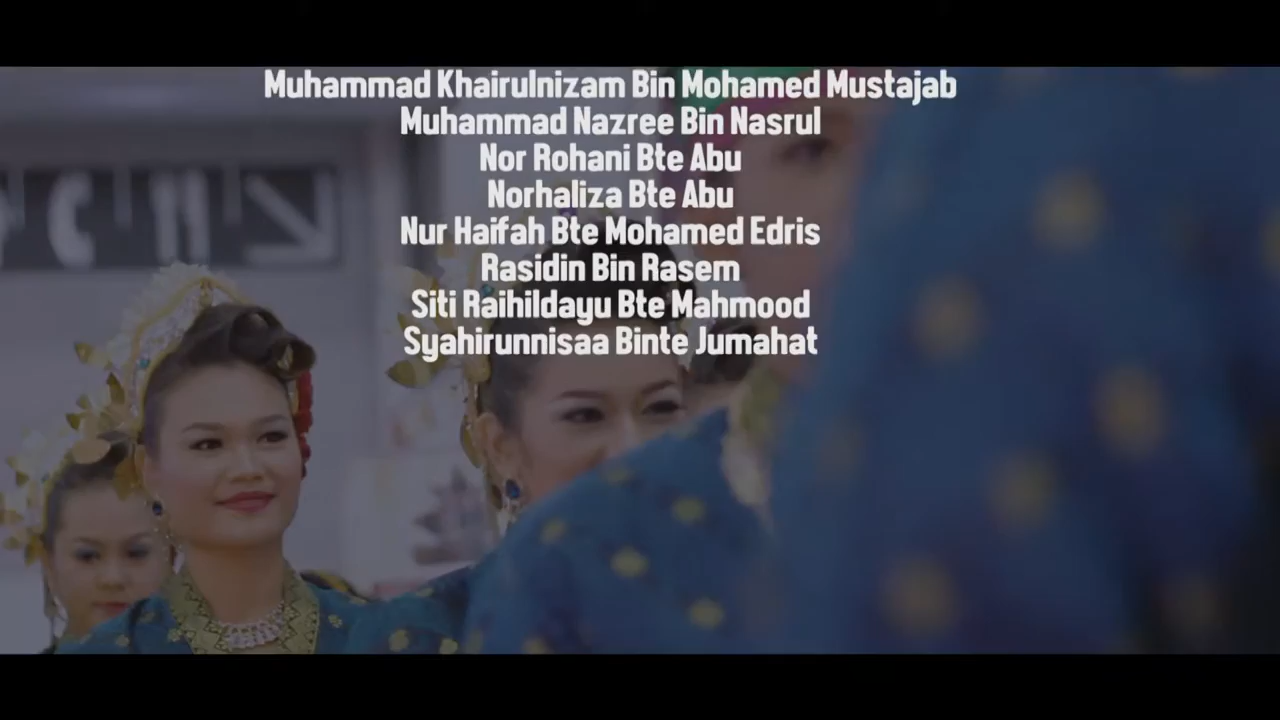 Muhammad Khairulnizam Bin Mohamed Mustajab
Muhammad Nazree Bin Nasrul
Nor Rohani Bte Abu
Norhaliza Bte Abu
Nur Haifah Bte Mohamed Edris
Rasidin Bin Rasem
Siti Raihildayu Bte Mahmood
Syahirunnisaa Binte Jumahat